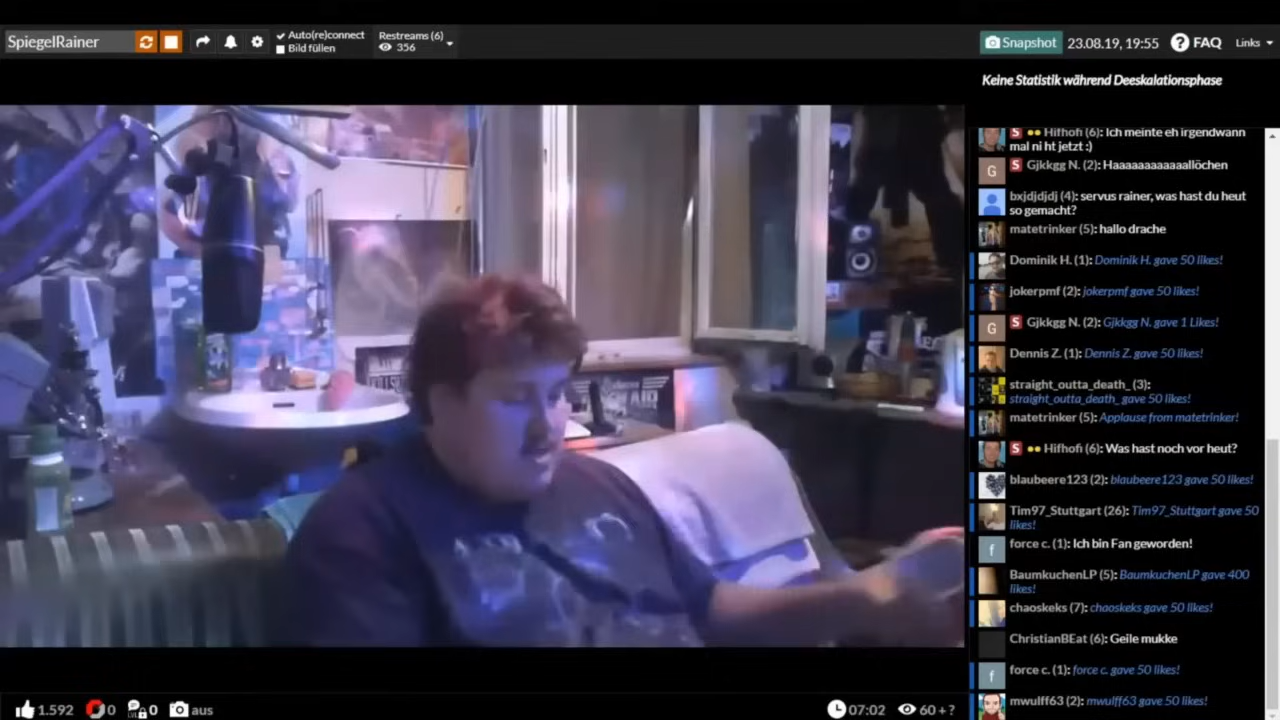 SpiegelRainer
Auto(re)connect
Bild füllen
Restreams (6)
356
Snapshot
23.08.19, 19:55
FAQ
Links
Keine Statistik während Deeskalationsphase
S Hifhofi (6): Ich meinte eh irgendwann
mal ni ht jetzt :)
G
S Gjkkgg N. (2): Haaaaaaaaaaaallöchen
bxjdjdjdj (4): servus rainer, was hast du heut
so gemacht?
matetrinker (5): hallo drache
Dominik H. (1): Dominik H. gave 50 likes!
jokerpmf (2): jokerpmf gave 50 likes!
G
S Gjkkgg N. (2): Gjkkgg N. gave 1 Likes!
Dennis Z. (1): Dennis Z. gave 50 likes!
straight_outta_death_ (3):
straight_outta_death_ gave 50 likes!
matetrinker (5): Applause from matetrinker!
S Hifhofi (6): Was hast noch vor heut?
blaubeere123 (2): blaubeere123 gave 50 likes!
Tim97_Stuttgart (26): Tim97_Stuttgart gave 50
likes!
f
force c. (1): Ich bin Fan geworden!
BaumkuchenLP (5): BaumkuchenLP gave 400
likes!
chaoskeks (7): chaoskeks gave 50 likes!
ChristianBEat (6): Geile mukke
f
force c. (1): force c. gave 50 likes!
mwulff63 (2): mwulff63 gave 50 likes!
1.592
0
0
aus
07:02
60+?